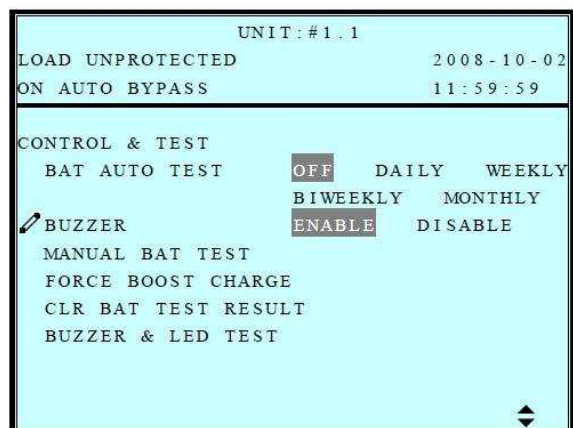 UNIT:#1.1
LOAD UNPROTECTED 2008-10-02
ON AUTO BYPASS 11:59:59
CONTROL & TEST
BAT AUTO TEST OFF DAILY WEEKLY
BIWEEKLY MONTHLY
BUZZER ENABLE DISABLE
MANUAL BAT TEST
FORCE BOOST CHARGE
CLR BAT TEST RESULT
BUZZER & LED TEST